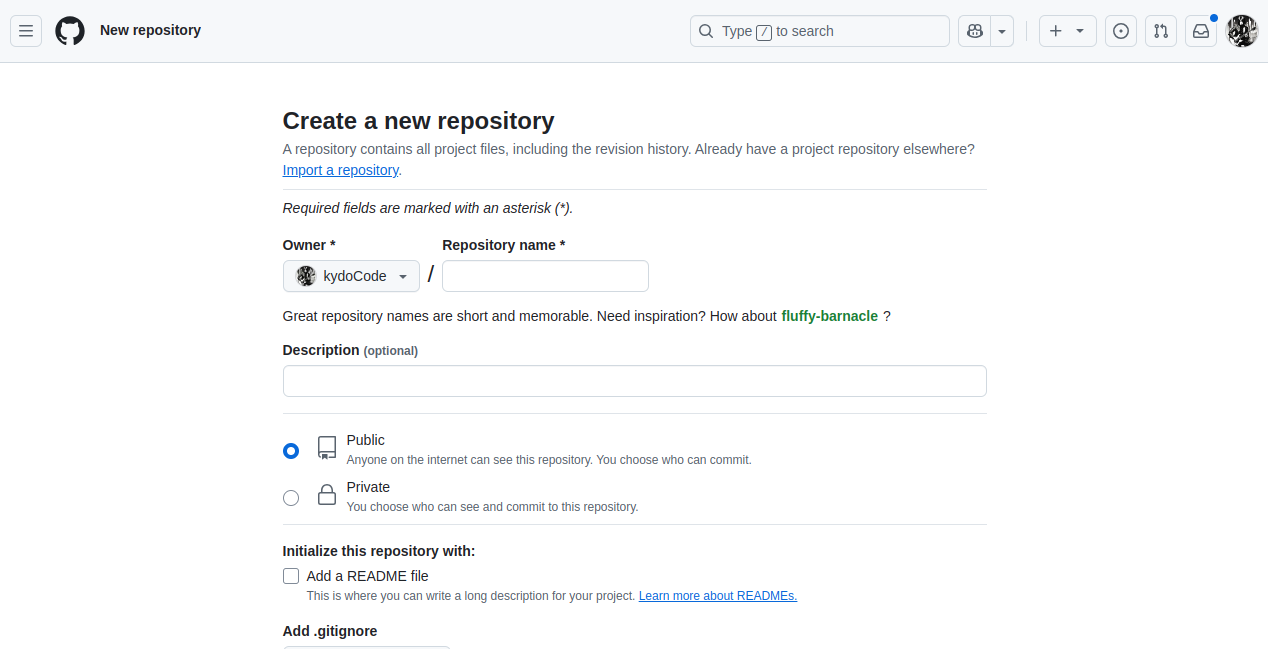 New repository
Type / to search
Create a new repository
A repository contains all project files, including the revision history. Already have a project repository elsewhere?
Import a repository.
Required fields are marked with an asterisk (*).
Owner * Repository name *
kydoCode /
Great repository names are short and memorable. Need inspiration? How about fluffy-barnacle ?
Description (optional)
Public
Anyone on the internet can see this repository. You choose who can commit.
Private
You choose who can see and commit to this repository.
Initialize this repository with:
Add a README file
This is where you can write a long description for your project. Learn more about READMEs.
Add .gitignore